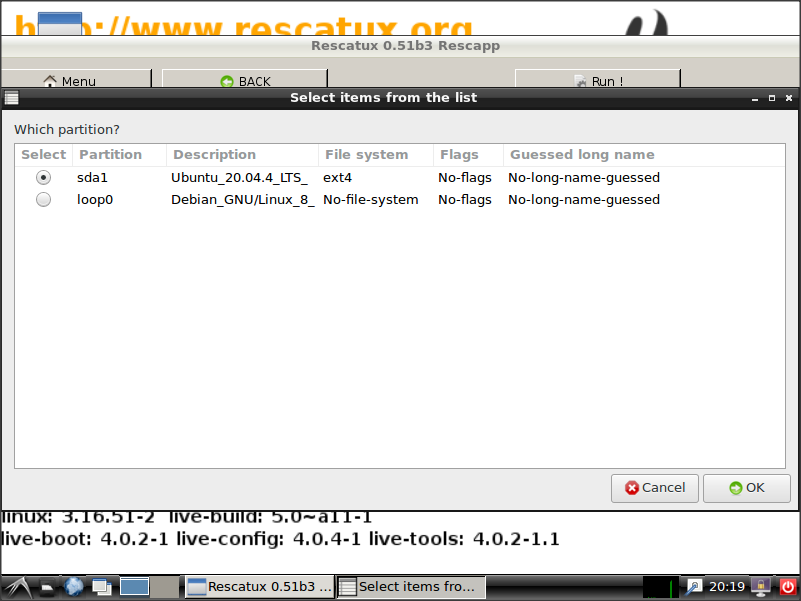 http://www.rescatux.org
Rescatux 0.51b3 Rescapp
Menu BACK Run !
Select items from the list
Which partition?
Select Partition Description File system Flags Guessed long name
sda1 Ubuntu_20.04.4_LTS_ ext4 No-flags No-long-name-guessed
loop0 Debian_GNU/Linux_8_ No-file-system No-flags No-long-name-guessed
Cancel OK
linux: 3.16.51-2 live-build: 5.0~a11-1
live-boot: 4.0.2-1 live-config: 4.0.4-1 live-tools: 4.0.2-1.1
Rescatux 0.51b3 ... Select items fro... 20:19